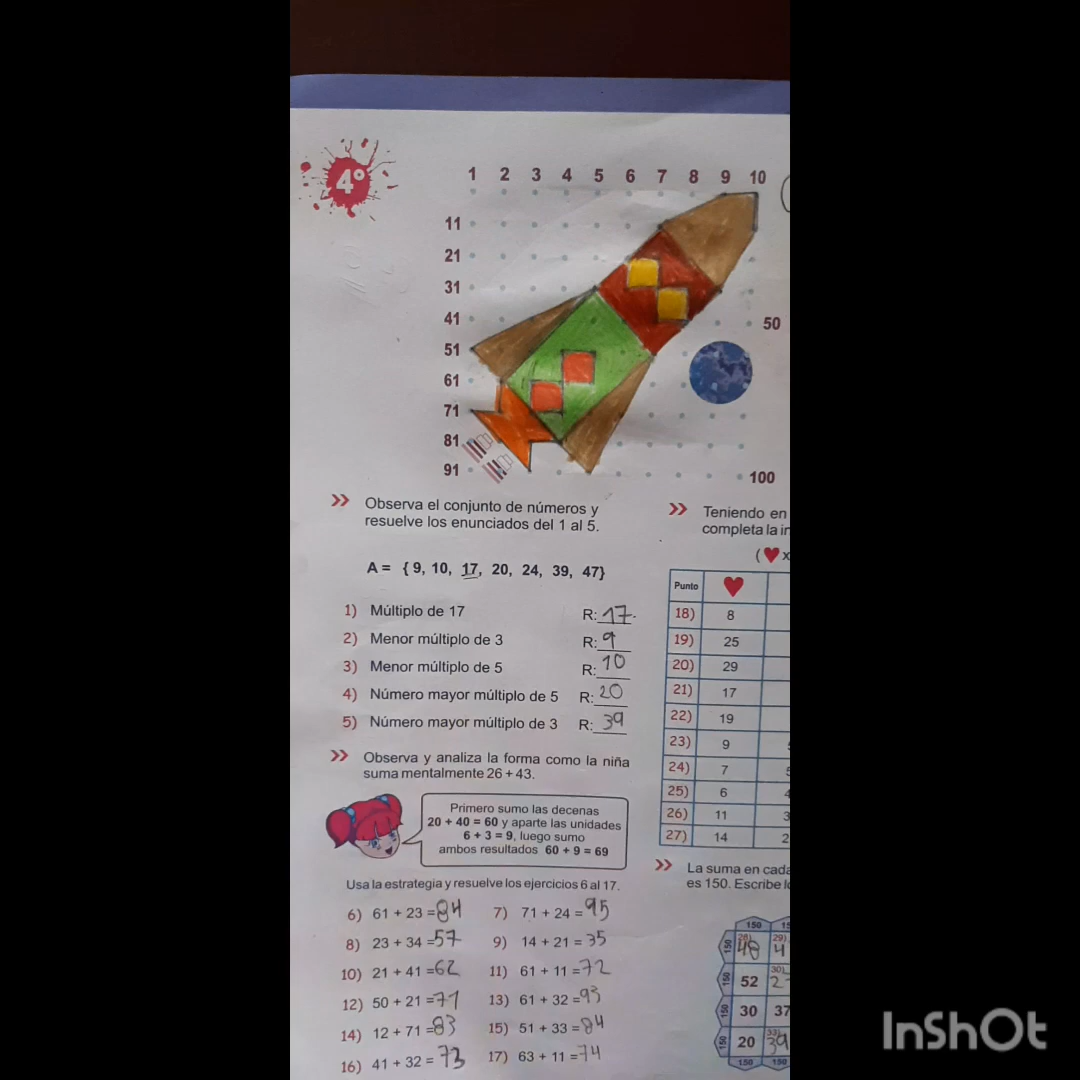 4°
1 2 3 4 5 6 7 8 9 10
11
21
31
41
50
51
61
71
81
91
100
Observa el conjunto de números y
resuelve los enunciados del 1 al 5.
A = { 9, 10, 17, 20, 24, 39, 47}
1) Múltiplo de 17 R: 17.
2) Menor múltiplo de 3 R: 9
3) Menor múltiplo de 5 R: 10
4) Número mayor múltiplo de 5 R: 20
5) Número mayor múltiplo de 3 R: 39
Observa y analiza la forma como la niña
suma mentalmente 26 + 43.
Primero sumo las decenas
20 + 40 = 60 y aparte las unidades
6 + 3 = 9, luego sumo
ambos resultados 60 + 9 = 69
Usa la estrategia y resuelve los ejercicios 6 al 17.
6) 61 + 23 = 84 7) 71 + 24 = 95
8) 23 + 34 = 57 9) 14 + 21 = 35
10) 21 + 41 = 62 11) 61 + 11 = 72
12) 50 + 21 = 71 13) 61 + 32 = 93
14) 12 + 71 = 83 15) 51 + 33 = 84
16) 41 + 32 = 73 17) 63 + 11 = 74
Teniendo en
completa la
(♥x
Punto ♥
18) 8
19) 25
20) 29
21) 17
22) 19
23) 9
24) 7
25) 6
26) 11
27) 14
La suma en
es 150. Escribe
150
150 28) 48 29)
150 52 30)
150 30 37
150 20 39
150 150
InShOt